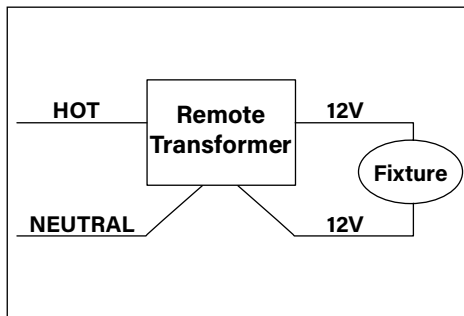 HOT
Remote
Transformer
12V
Fixture
NEUTRAL
12V